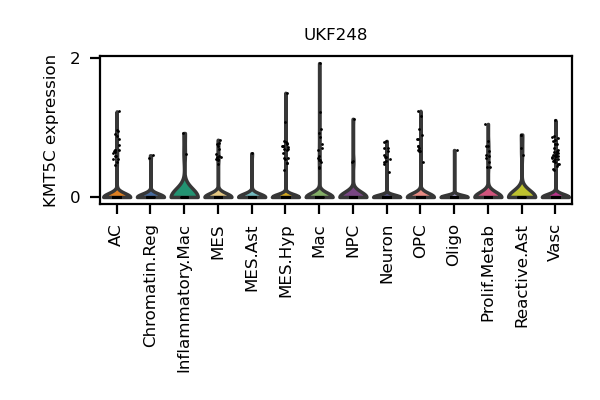 UKF248
KMT5C expression
2
0
AC
Chromatin.Reg
Inflammatory.Mac
MES
MES.Ast
MES.Hyp
Mac
NPC
Neuron
OPC
Oligo
Prolif.Metab
Reactive.Ast
Vasc